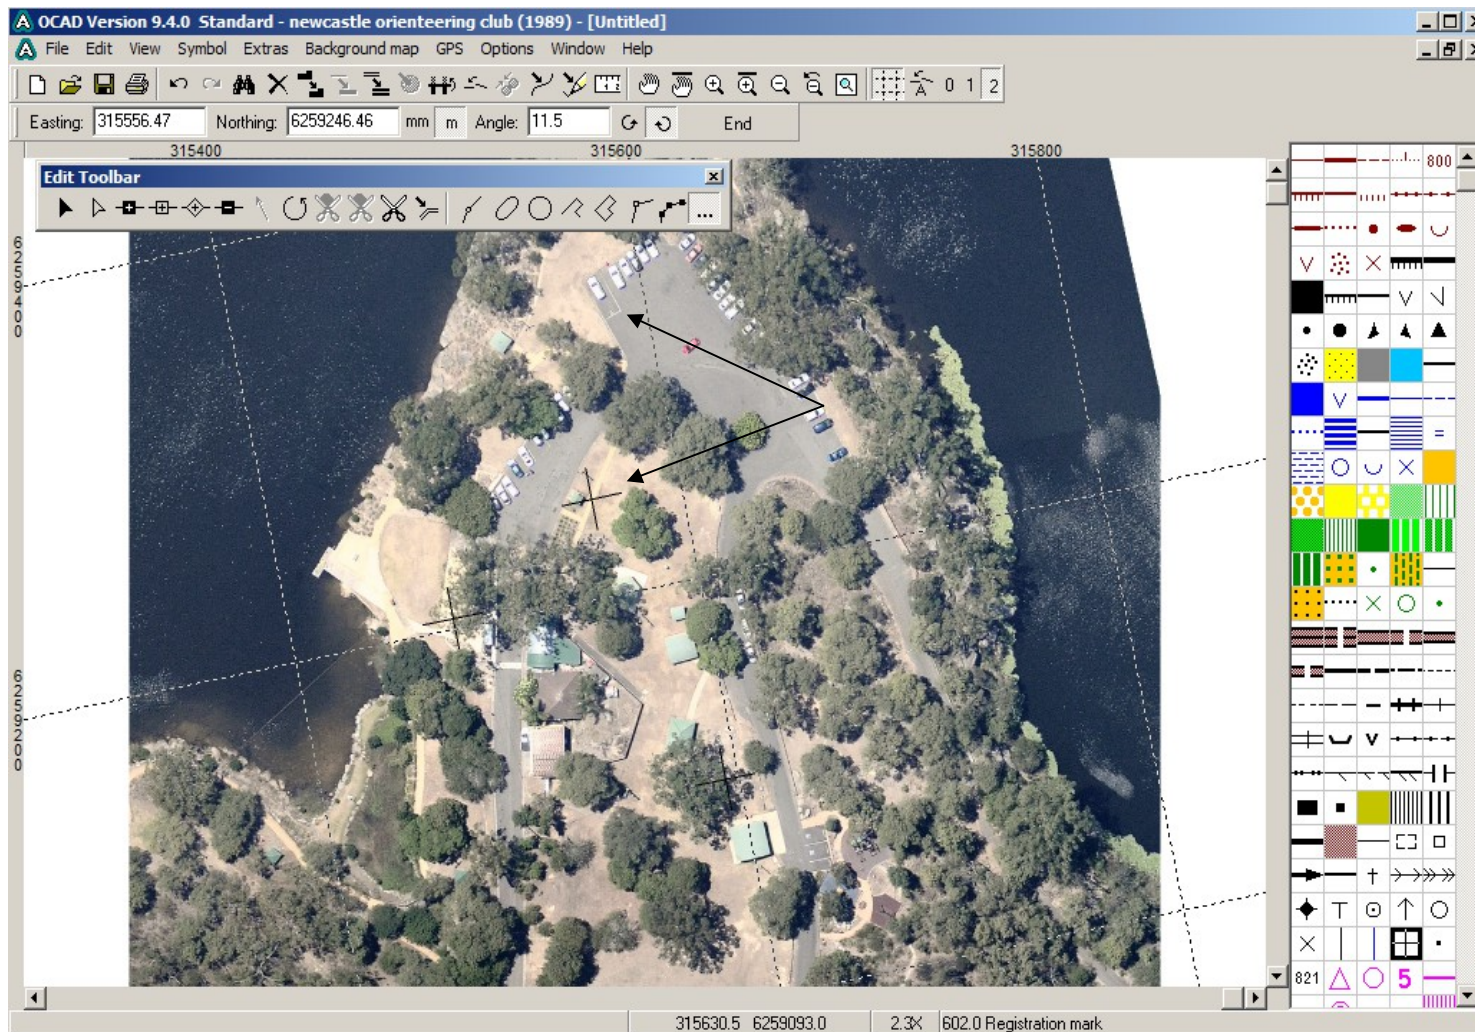 OCAD Version 9.4.0 Standard - newcastle orienteering club (1989) - [Untitled]
File Edit View Symbol Extras Background map GPS Options Window Help
0 1 2
Easting: 315556.47 Northing: 6259246.46 mm m Angle: 11.5 End
315400 315600 315800
Edit Toolbar
...
6259400
6259200
800
821 5
315630.5 6259093.0 2.3X 602.0 Registration mark